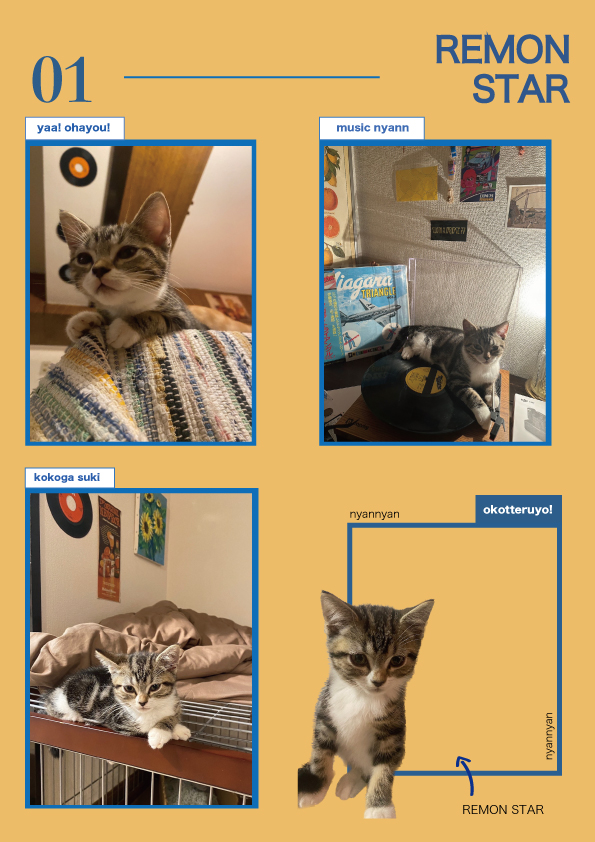 01
REMON
STAR
yaa! ohayou!
music nyann
Niagara
TRIANGLE
kokoga suki
okotteruyo!
nyannyan
nyannyan
REMON STAR